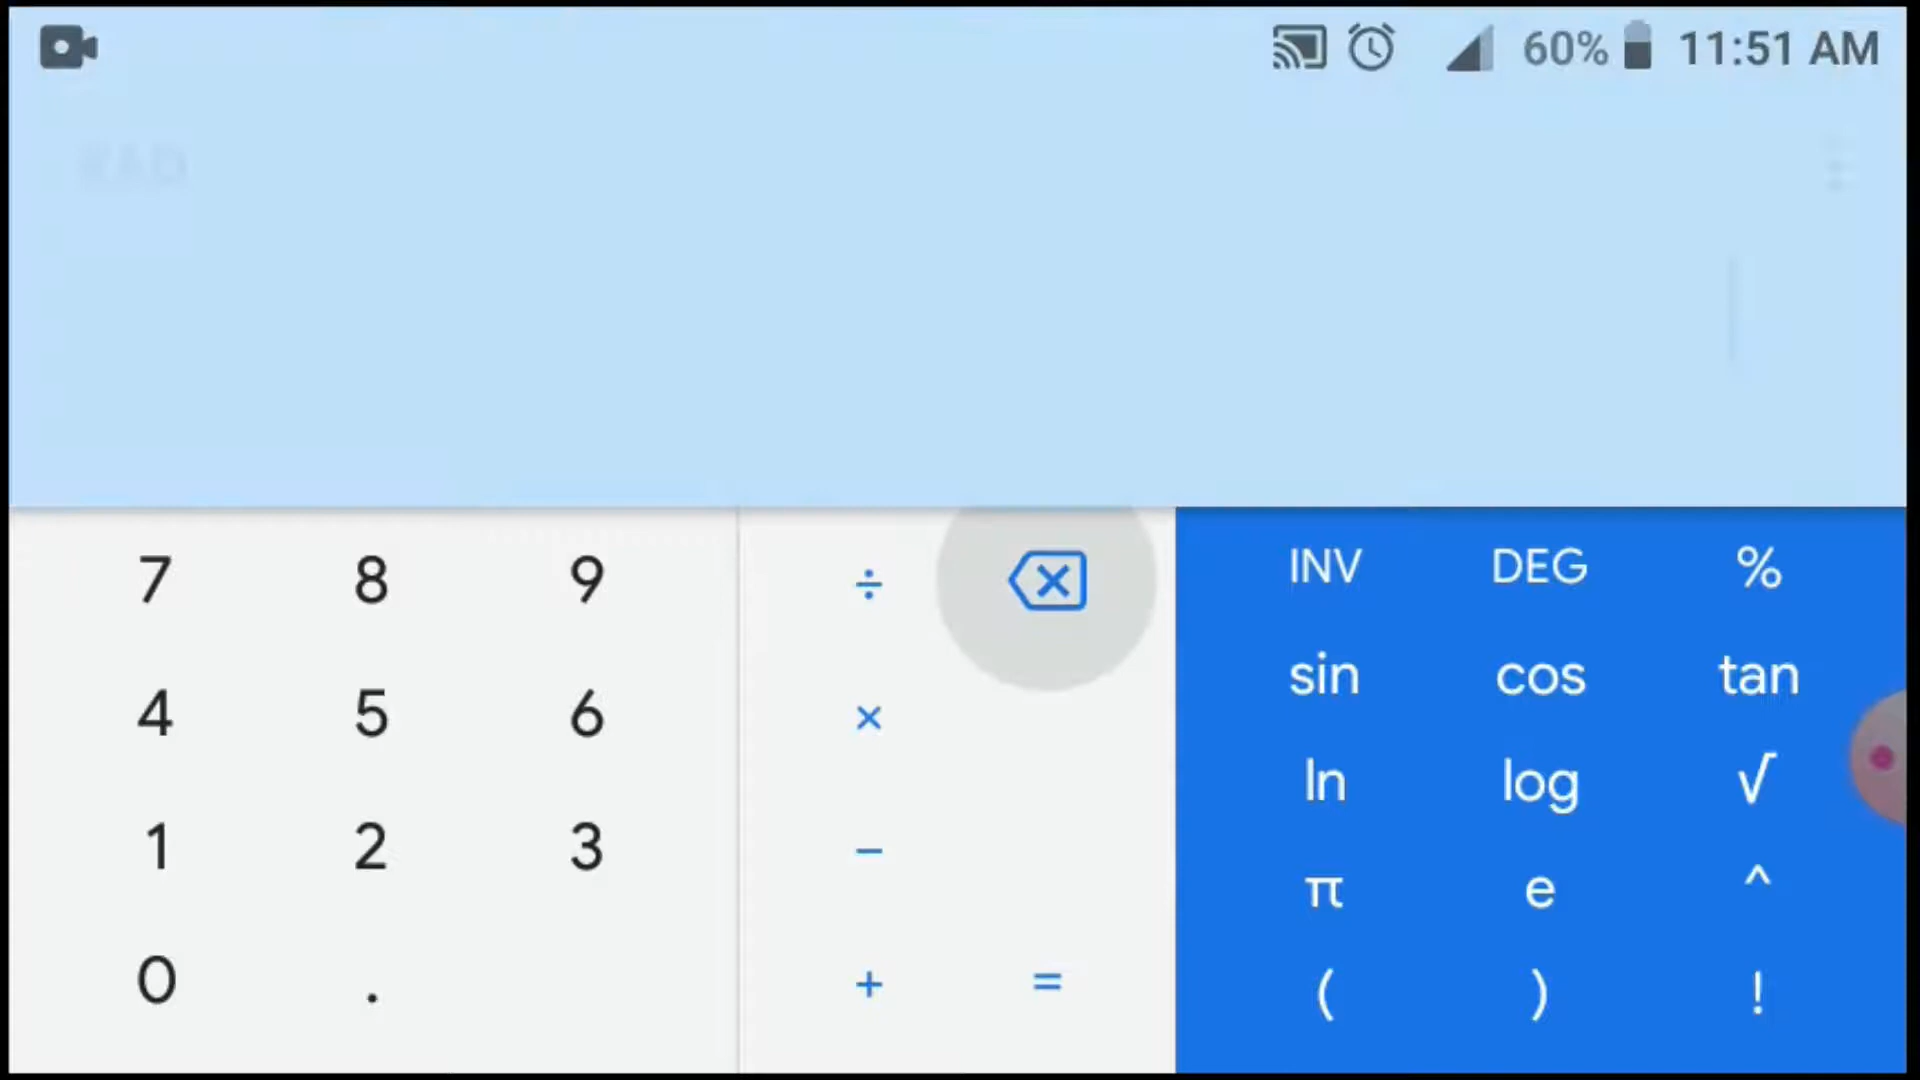 60% 11:51 AM
RAD
7 8 9 ÷ INV DEG %
4 5 6 × sin cos tan
1 2 3 − ln log √
π e ^
0 . + = ( ) !